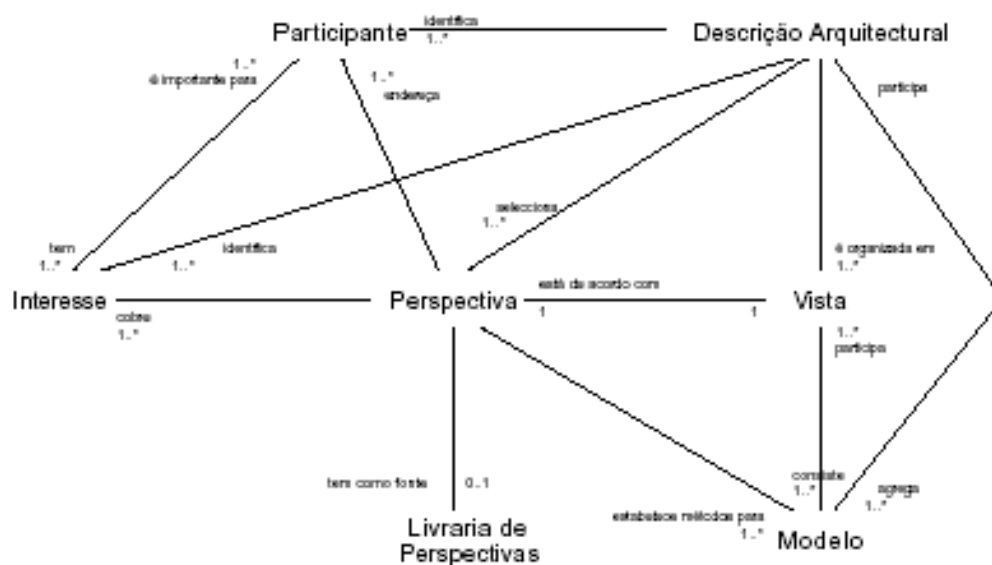 identifica
Participante
1..*
Descrição Arquitectural
1..*
é importante para
1..*
endereça
participa
selecciona
1..*
tem
1..*
identifica
1..*
é organizada em
1..*
Interesse
cobre
1..*
Perspectiva
está de acordo com
1
1
Vista
1..*
participa
tem como fonte
0..1
consiste
1..*
agrega
1..*
estabelece métodos para
1..*
Livraria de
Perspectivas
Modelo